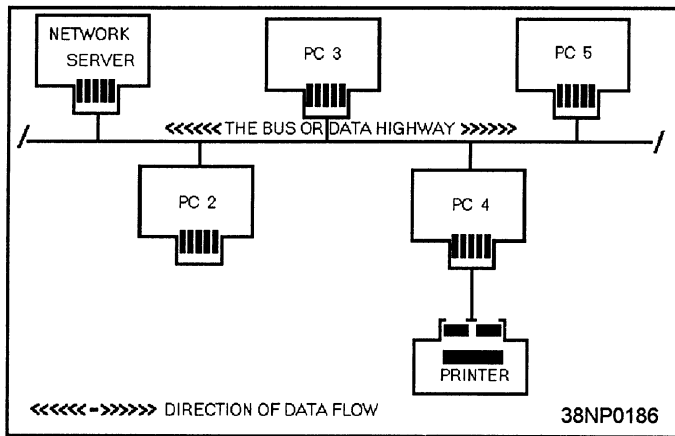 NETWORK
SERVER
PC 3
PC 5
<<<<<< THE BUS OR DATA HIGHWAY >>>>>>
PC 2
PC 4
PRINTER
<<<<<<->>>>>> DIRECTION OF DATA FLOW
38NP0186